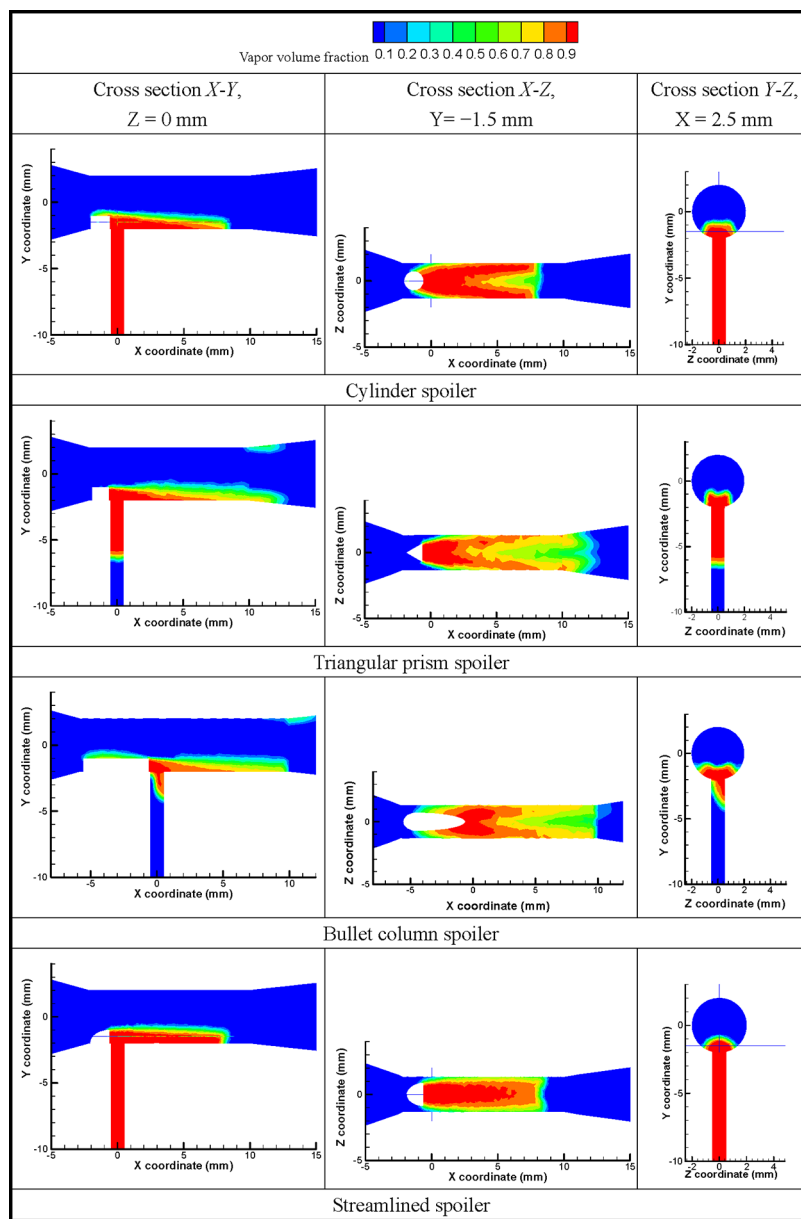 Vapor volume fraction 0.1 0.2 0.3 0.4 0.5 0.6 0.7 0.8 0.9
Cross section X-Y,
Z = 0 mm
Cross section X-Z,
Y= −1.5 mm
Cross section Y-Z,
X = 2.5 mm
Y coordinate (mm)
0
-5
-10
-5 0 5 10 15
X coordinate (mm)
Z coordinate (mm)
0
-5
-5 0 5 10 15
X coordinate (mm)
Y coordinate (mm)
0
-5
-10
-2 0 2 4
Z coordinate (mm)
Cylinder spoiler
Y coordinate (mm)
0
-5
-10
-5 0 5 10 15
X coordinate (mm)
Z coordinate (mm)
0
-5
-5 0 5 10 15
X coordinate (mm)
Y coordinate (mm)
0
-5
-10
-2 0 2 4
Z coordinate (mm)
Triangular prism spoiler
Y coordinate (mm)
0
-5
-10
-5 0 5 10
X coordinate (mm)
Z coordinate (mm)
0
-5
-5 0 5 10
X coordinate (mm)
Y coordinate (mm)
0
-5
-10
-2 0 2 4
Z coordinate (mm)
Bullet column spoiler
Y coordinate (mm)
0
-5
-10
-5 0 5 10 15
X coordinate (mm)
Z coordinate (mm)
0
-5
-5 0 5 10 15
X coordinate (mm)
Y coordinate (mm)
0
-5
-10
-2 0 2 4
Z coordinate (mm)
Streamlined spoiler